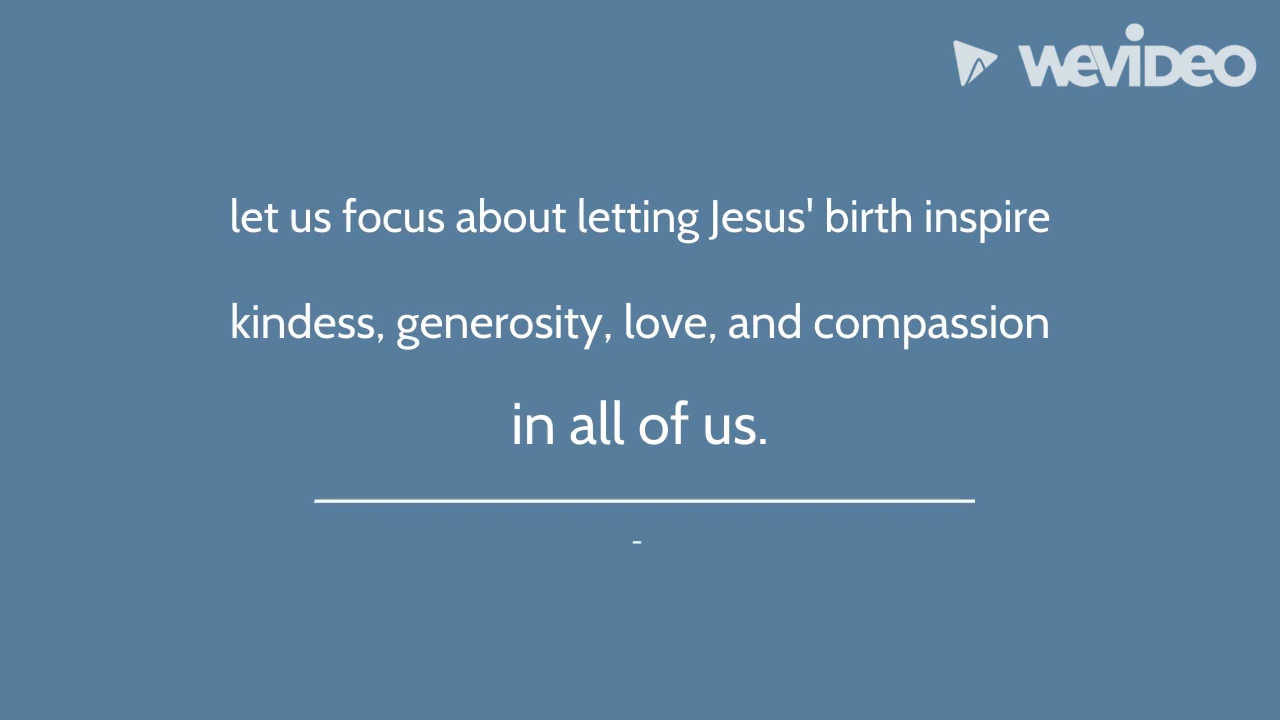 wevideo
let us focus about letting Jesus' birth inspire
kindess, generosity, love, and compassion
in all of us.
-